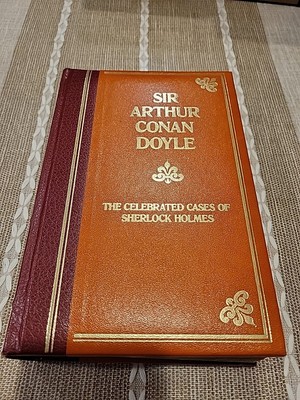 SIR
ARTHUR
CONAN
DOYLE
THE CELEBRATED CASES OF
SHERLOCK HOLMES